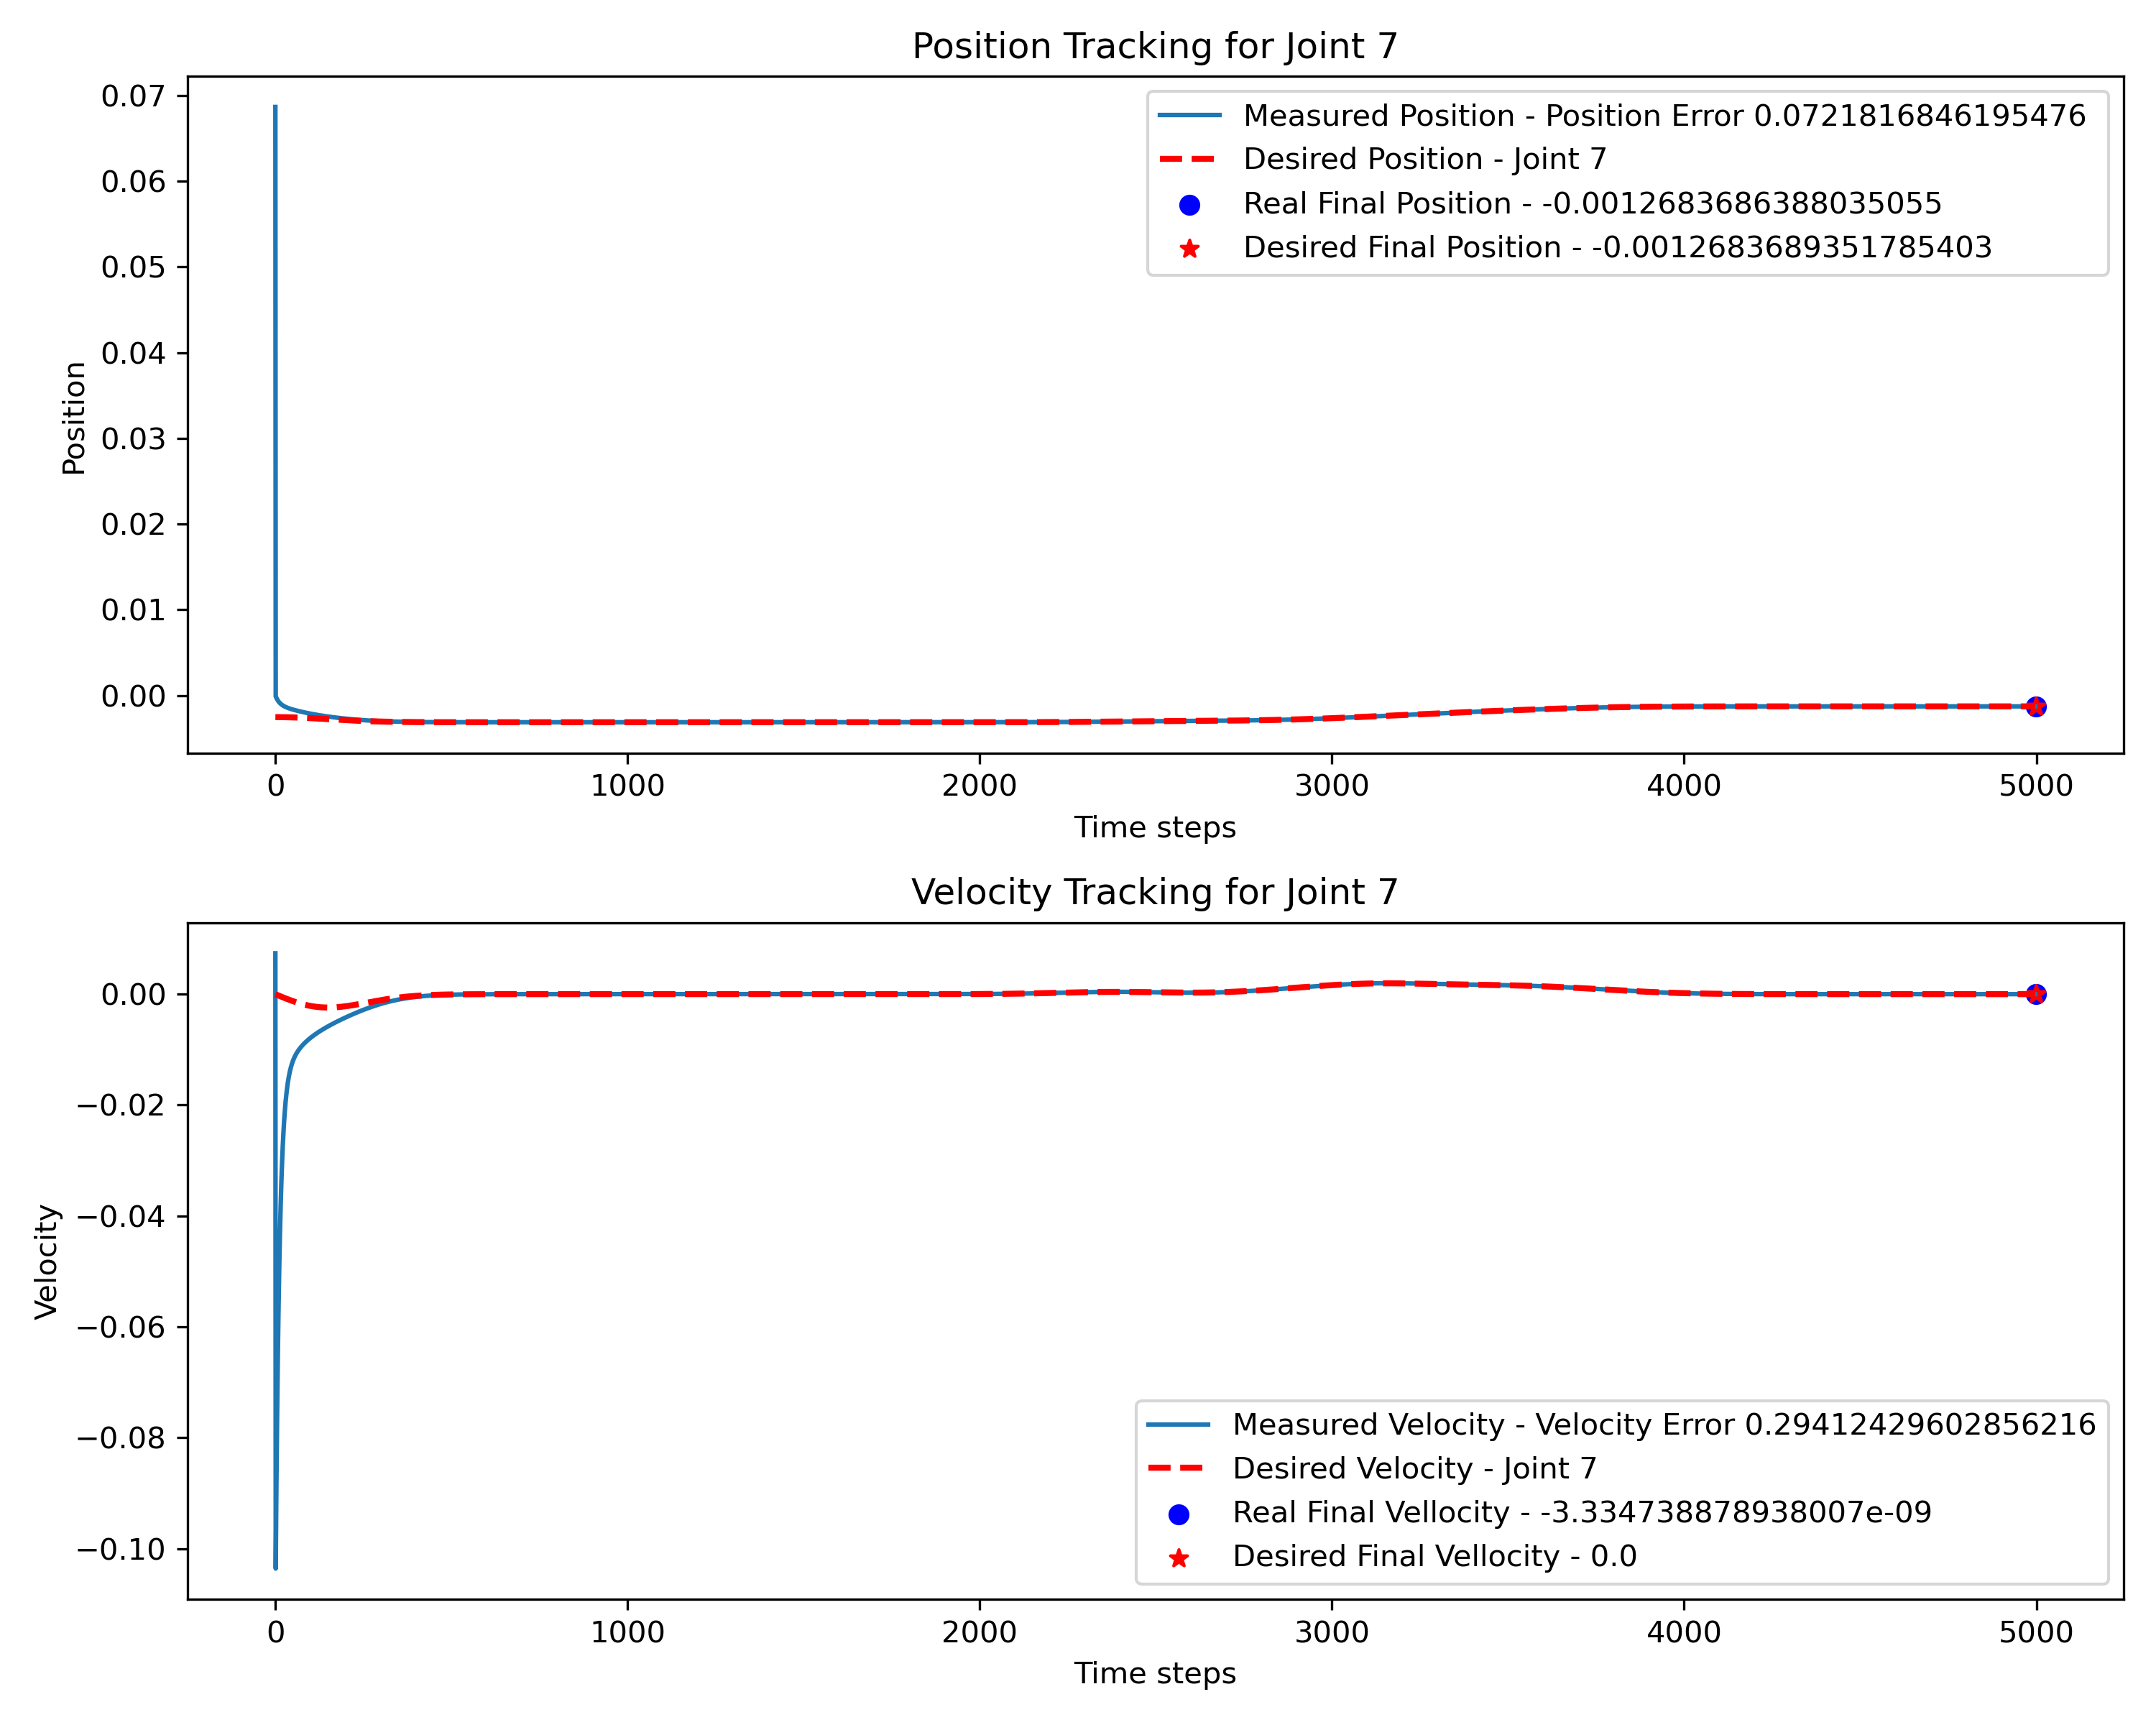 Position Tracking for Joint 7
0.07
0.06
0.05
0.04
0.03
0.02
0.01
0.00
Position
Measured Position - Position Error 0.0721816846195476
Desired Position - Joint 7
Real Final Position - -0.0012683686388035055
Desired Final Position - -0.0012683689351785403
0 1000 2000 3000 4000 5000
Time steps
Velocity Tracking for Joint 7
0.00
−0.02
−0.04
−0.06
−0.08
−0.10
Velocity
Measured Velocity - Velocity Error 0.29412429602856216
Desired Velocity - Joint 7
Real Final Vellocity - -3.334738878938007e-09
Desired Final Vellocity - 0.0
0 1000 2000 3000 4000 5000
Time steps